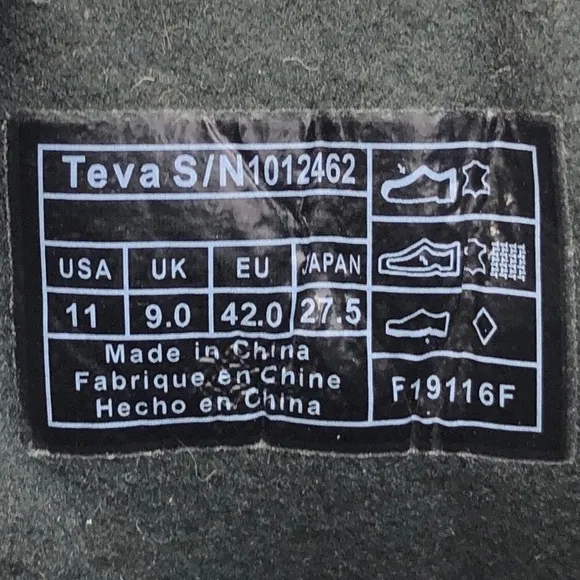 Teva S/N1012462
USA UK EU JAPAN
11 9.0 42.0 27.5
Made in China
Fabrique en Chine
Hecho en China
F19116F